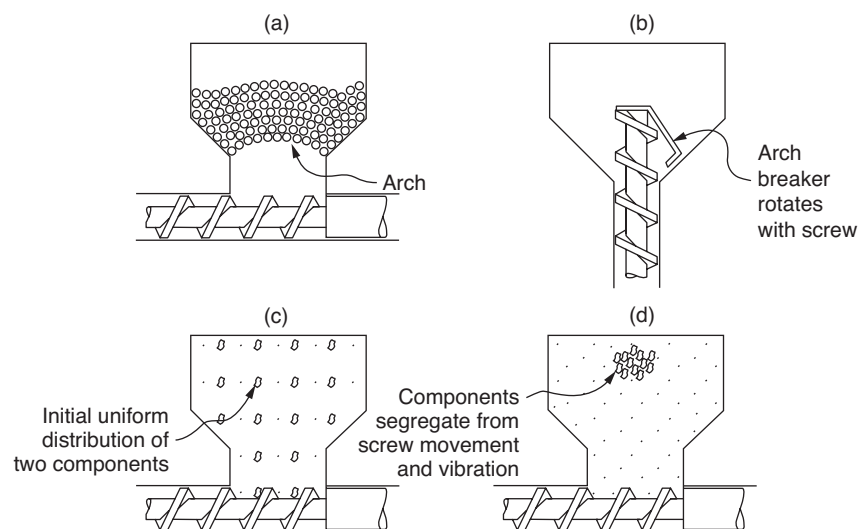 (a)
Arch
(b)
Arch
breaker
rotates
with screw
(c)
Initial uniform
distribution of
two components
(d)
Components
segregate from
screw movement
and vibration